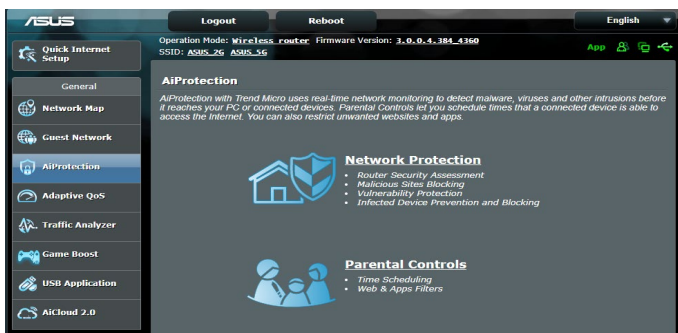 ASUS
Logout
Reboot
English
Quick Internet
Setup
Operation Mode: Wireless router Firmware Version: 3.0.0.4.384_4360
SSID: ASUS_2G ASUS_5G
App
General
Network Map
Guest Network
AiProtection
Adaptive QoS
Traffic Analyzer
Game Boost
USB Application
AiCloud 2.0
AiProtection
AiProtection with Trend Micro uses real-time network monitoring to detect malware, viruses and other intrusions before
it reaches your PC or connected devices. Parental Controls let you schedule times that a connected device is able to
access the Internet. You can also restrict unwanted websites and apps.
Network Protection
• Router Security Assessment
• Malicious Sites Blocking
• Vulnerability Protection
• Infected Device Prevention and Blocking
Parental Controls
• Time Scheduling
• Web & Apps Filters